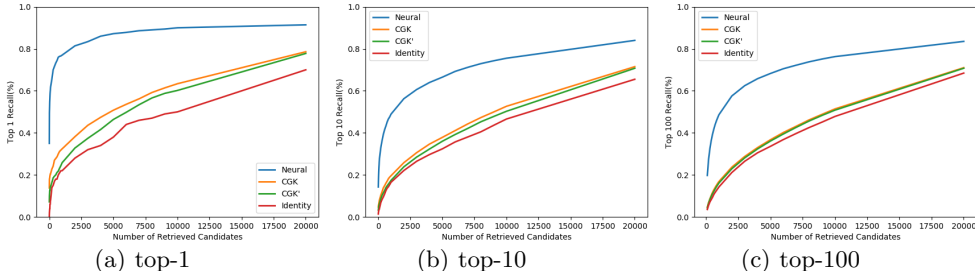 Top 1 Recall(%)
1.0
0.8
0.6
0.4
0.2
0.0
Neural
CGK
CGK'
Identity
0 2500 5000 7500 10000 12500 15000 17500 20000
Number of Retrieved Candidates
(a) top-1
Top 10 Recall(%)
1.0
0.8
0.6
0.4
0.2
0.0
Neural
CGK
CGK'
Identity
0 2500 5000 7500 10000 12500 15000 17500 20000
Number of Retrieved Candidates
(b) top-10
Top 100 Recall(%)
1.0
0.8
0.6
0.4
0.2
0.0
Neural
CGK
CGK'
Identity
0 2500 5000 7500 10000 12500 15000 17500 20000
Number of Retrieved Candidates
(c) top-100